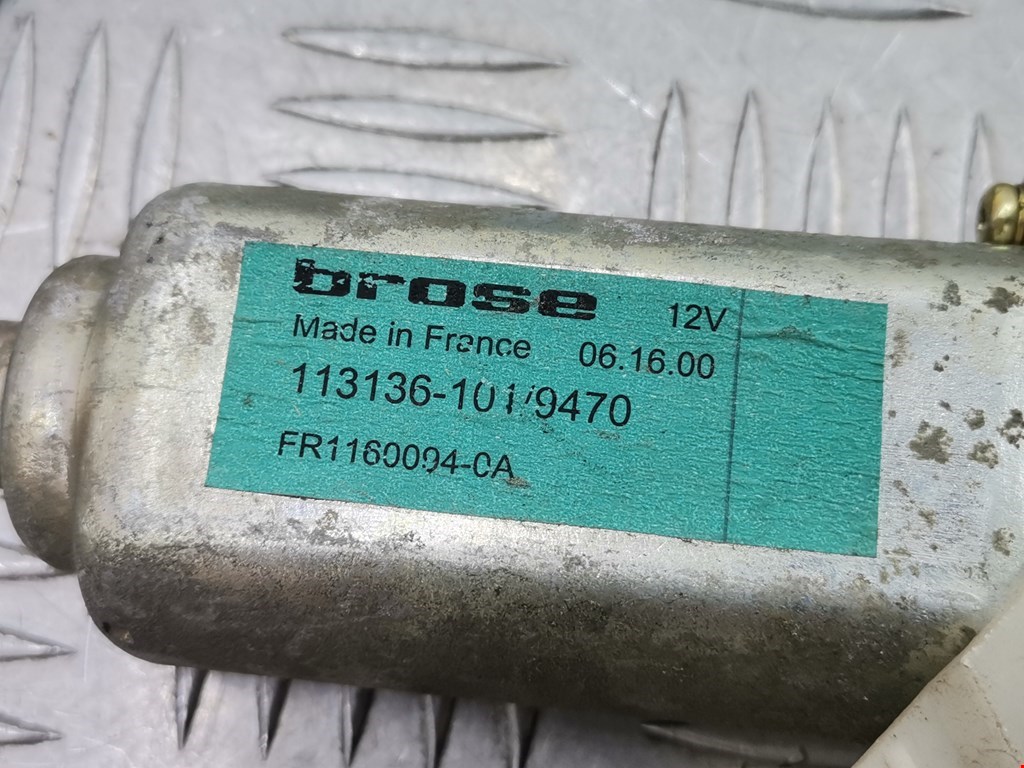 brose 12V
Made in France 06.16.00
113136-101/9470
FR1160094-0A